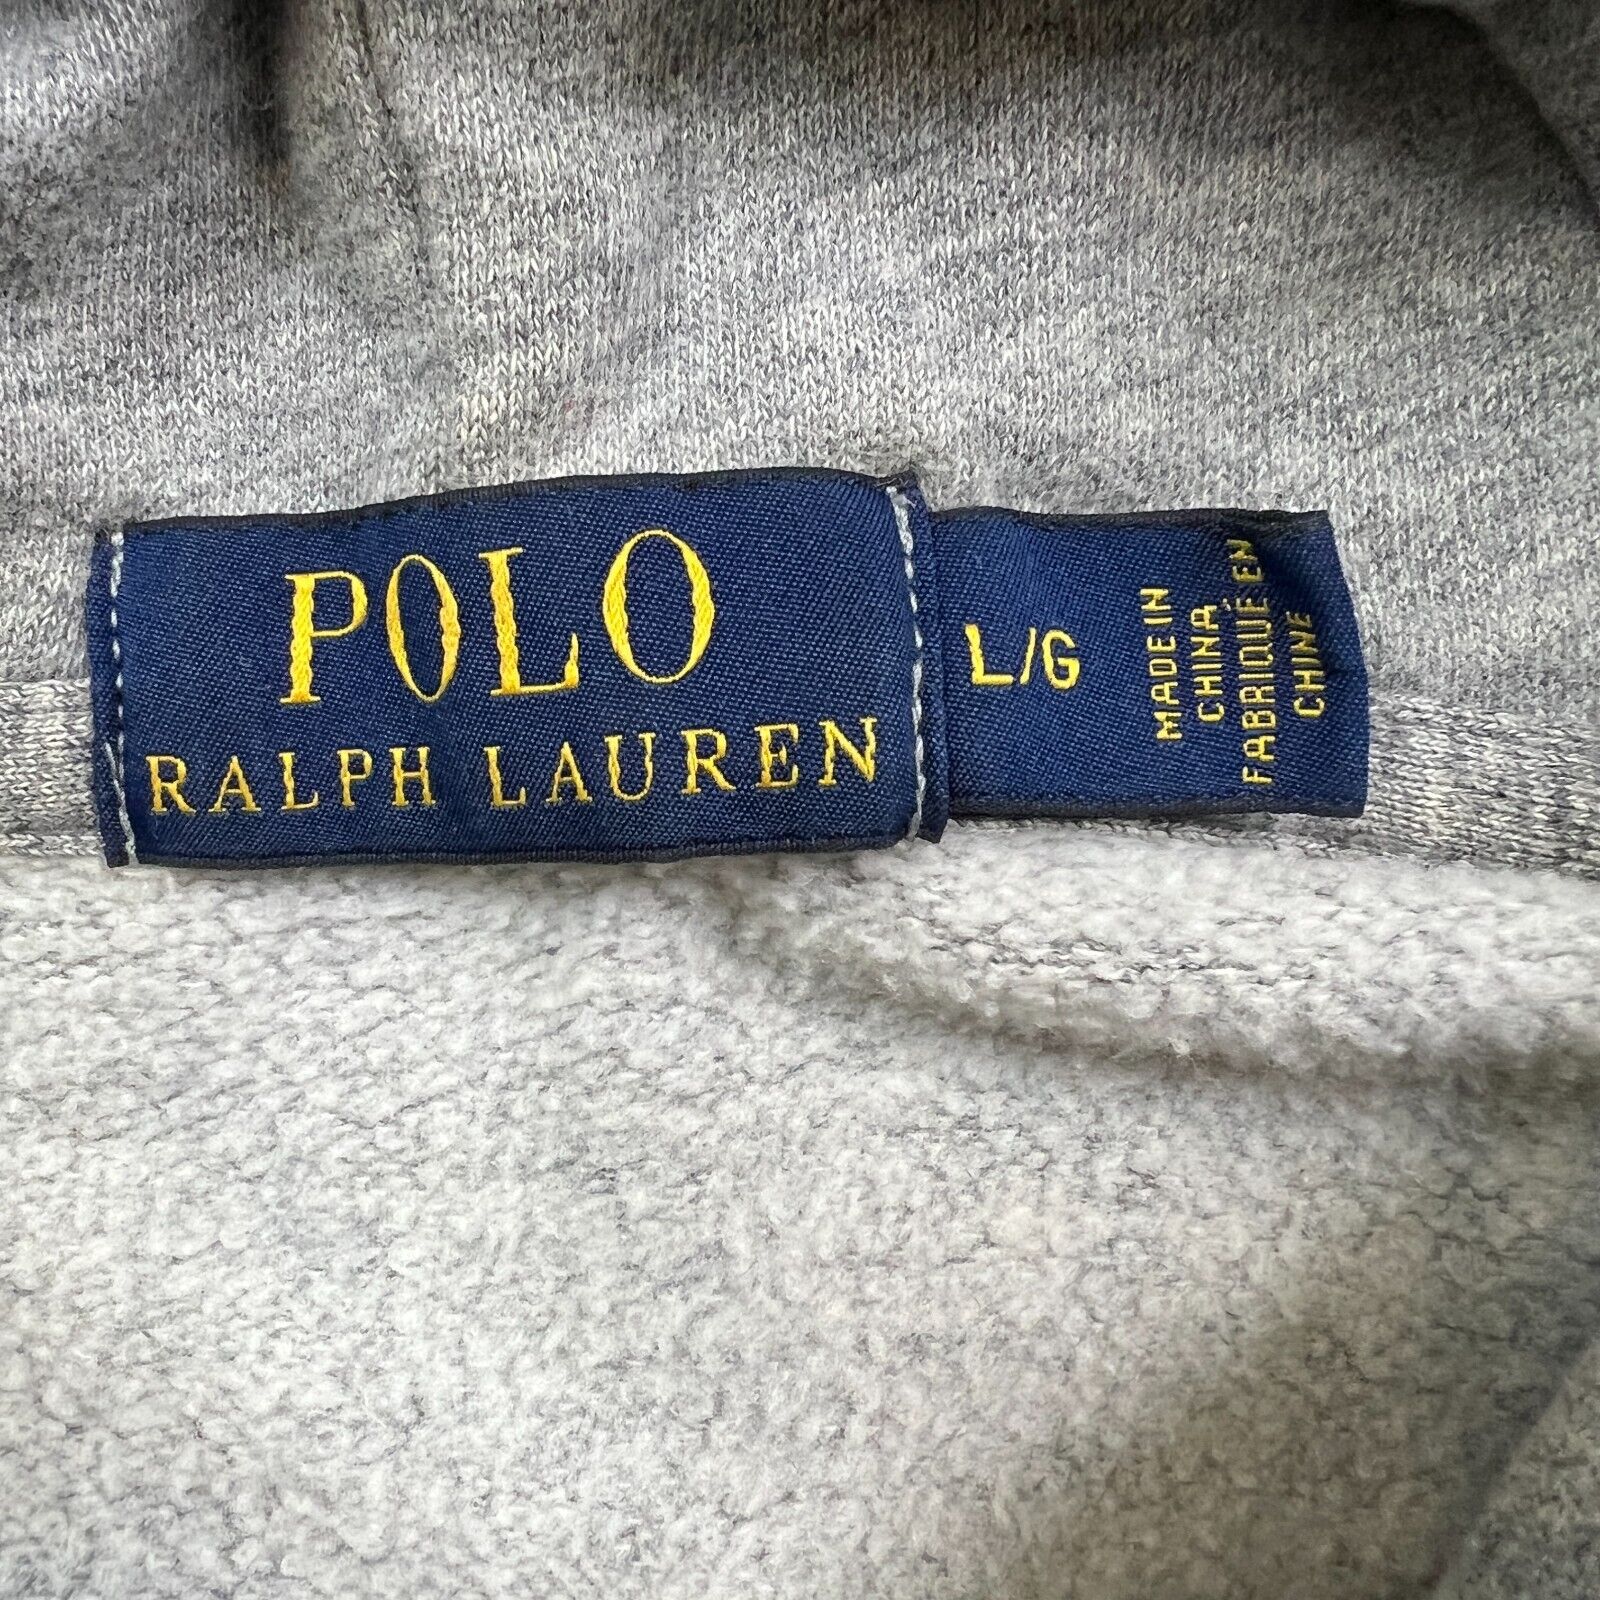 POLO
RALPH LAUREN
L/G
MADE IN
CHINA
FABRIQUÉ EN
CHINE